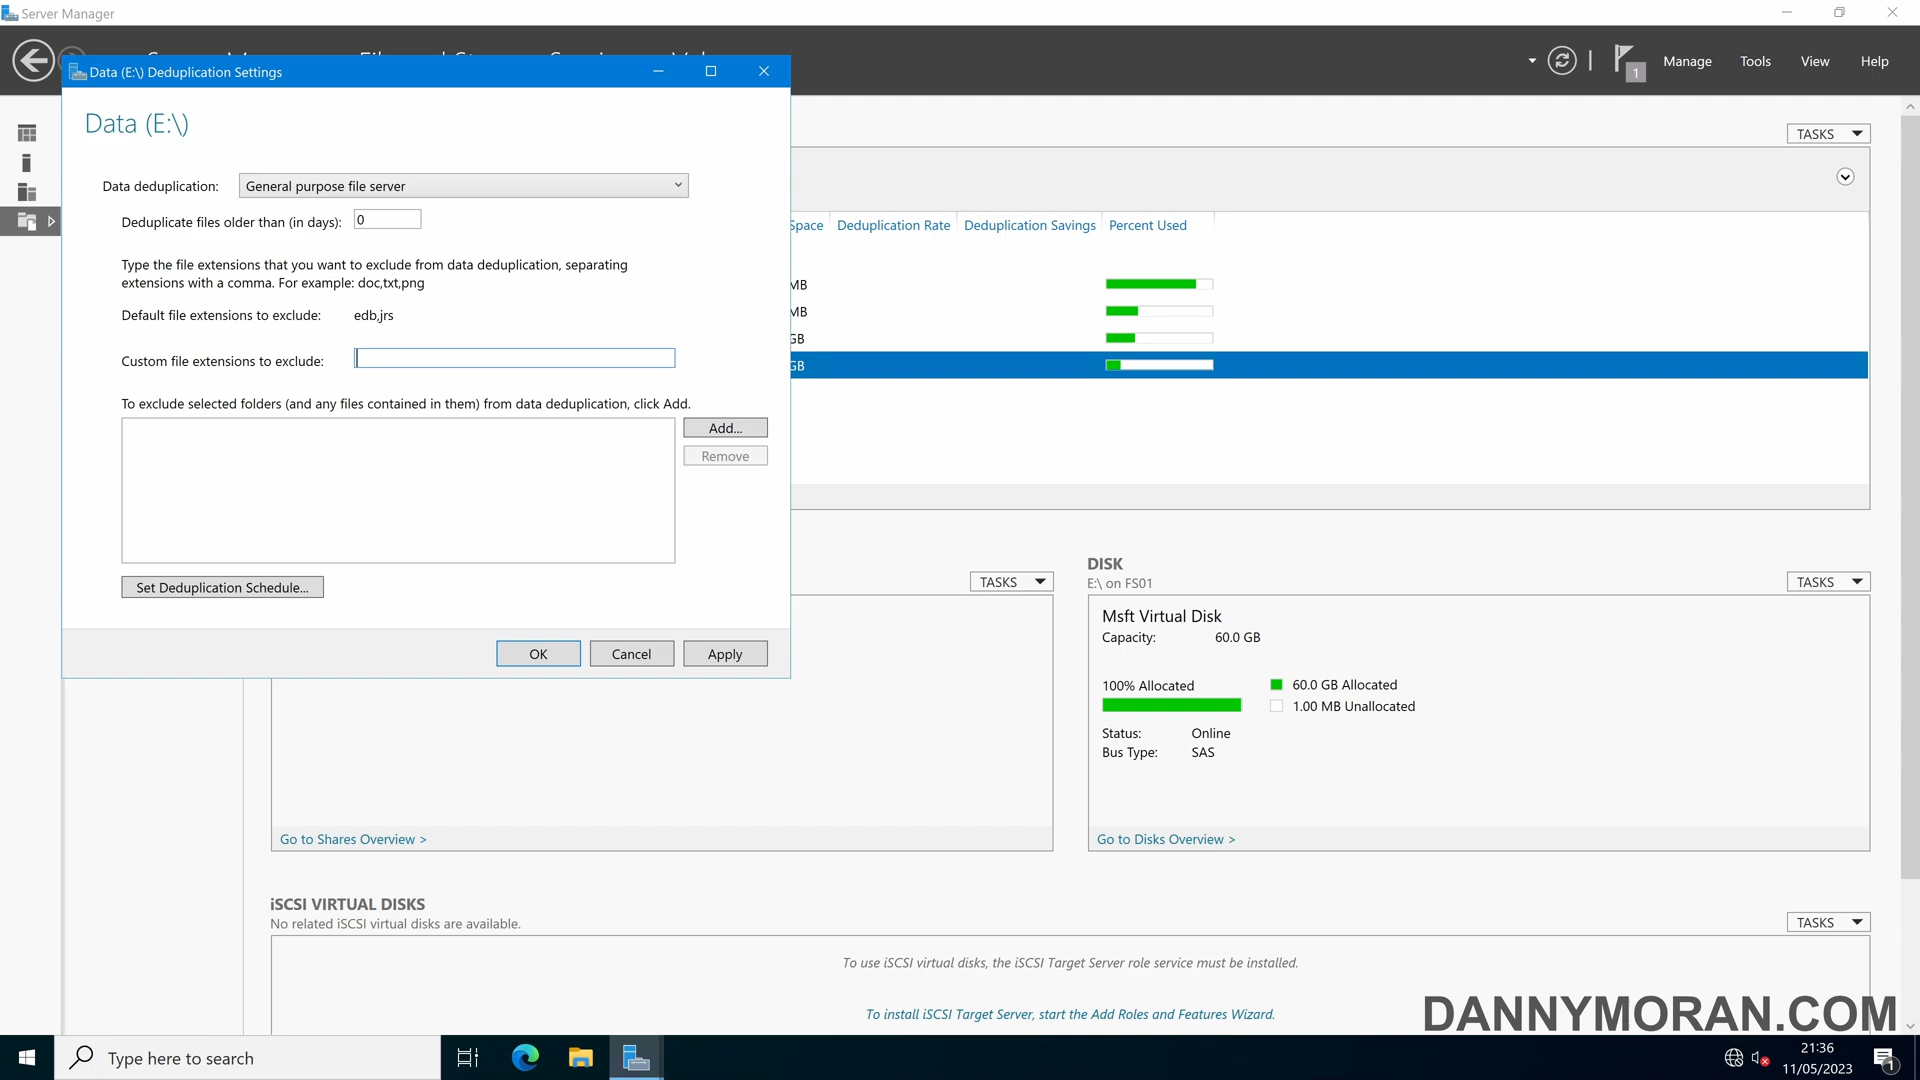 Server Manager
Manage
Tools
View
Help
1
Data (E:\) Deduplication Settings
Data (E:\)
Data deduplication:
General purpose file server
Deduplicate files older than (in days):
0
Type the file extensions that you want to exclude from data deduplication, separating
extensions with a comma. For example: doc,txt,png
Default file extensions to exclude:
edb,jrs
Custom file extensions to exclude:
To exclude selected folders (and any files contained in them) from data deduplication, click Add.
Add...
Remove
Set Deduplication Schedule...
OK
Cancel
Apply
TASKS
Space
Deduplication Rate
Deduplication Savings
Percent Used
MB
MB
GB
GB
TASKS
Go to Shares Overview >
DISK
E:\ on FS01
TASKS
Msft Virtual Disk
Capacity:
60.0 GB
100% Allocated
60.0 GB Allocated
1.00 MB Unallocated
Status:
Online
Bus Type:
SAS
Go to Disks Overview >
iSCSI VIRTUAL DISKS
No related iSCSI virtual disks are available.
TASKS
To use iSCSI virtual disks, the iSCSI Target Server role service must be installed.
To install iSCSI Target Server, start the Add Roles and Features Wizard.
DANNYMORAN.COM
Type here to search
21:36
11/05/2023
1